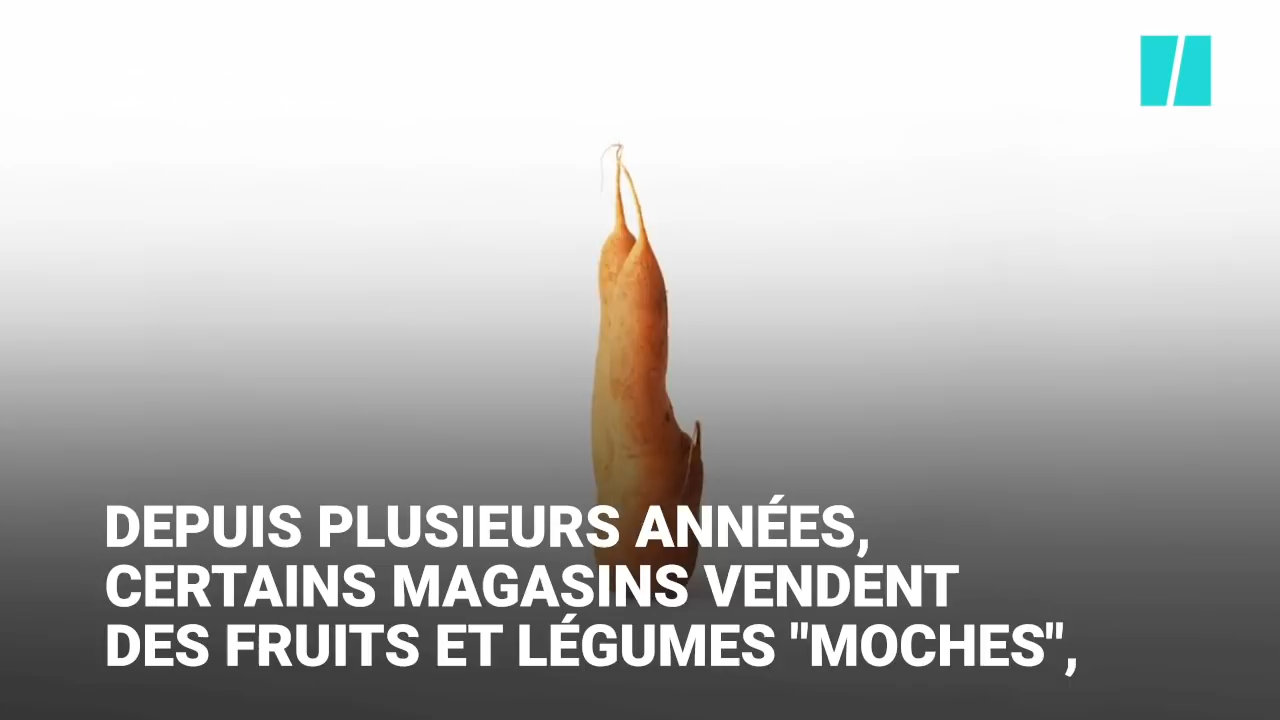 DEPUIS PLUSIEURS ANNÉES,
CERTAINS MAGASINS VENDENT
DES FRUITS ET LÉGUMES "MOCHES",